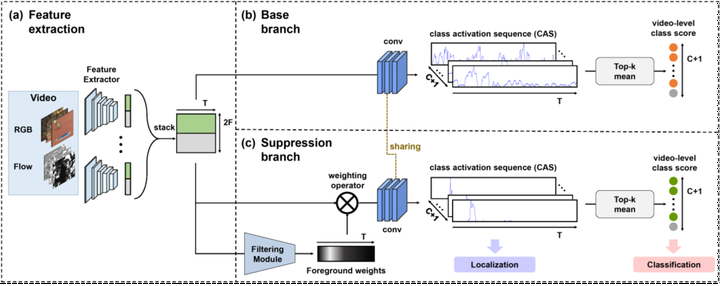 (a) Feature
extraction
Feature
Extractor
Video
RGB
Flow
stack
T
2F
(b) Base
branch
conv
class activation sequence (CAS)
C+1
T
Top-k
mean
video-level
class score
C+1
sharing
(c) Suppression
branch
weighting
operator
conv
Filtering
Module
T
Foreground weights
class activation sequence (CAS)
C+1
T
Top-k
mean
video-level
class score
C+1
Localization
Classification